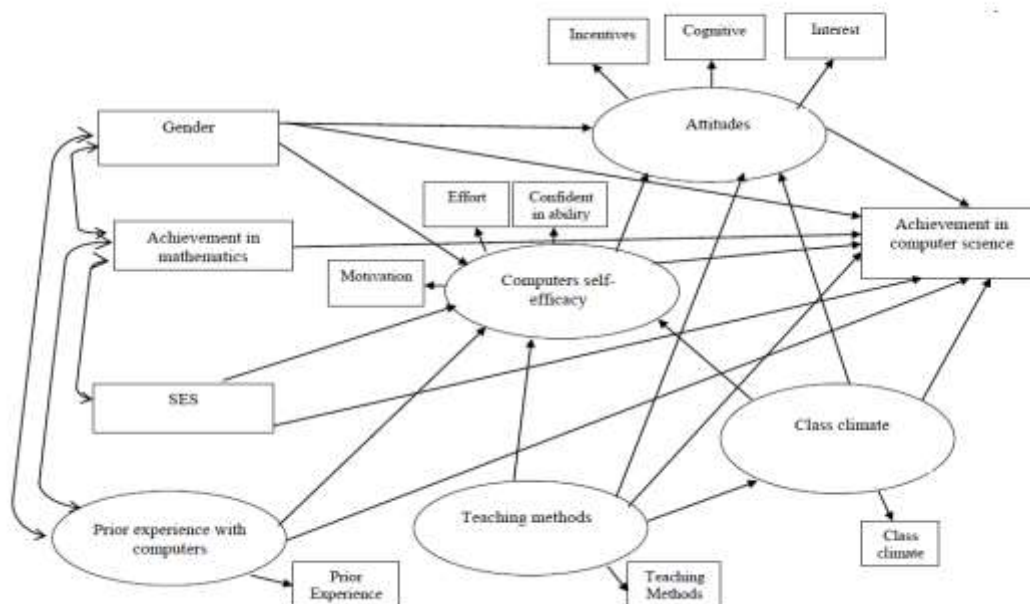 Incentives
Cognitive
Interest
Gender
Attitudes
Effort
Confident
in ability
Achievement in
mathematics
Achievement in
computer science
Motivation
Computers self-
efficacy
SES
Class climate
Prior experience with
computers
Teaching methods
Class
climate
Prior
Experience
Teaching
Methods